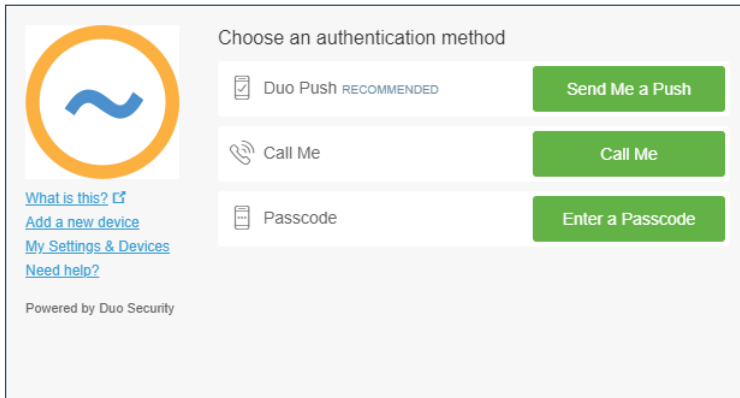 Choose an authentication method
Duo Push RECOMMENDED
Send Me a Push
Call Me
Call Me
Passcode
Enter a Passcode
What is this?
Add a new device
My Settings & Devices
Need help?
Powered by Duo Security